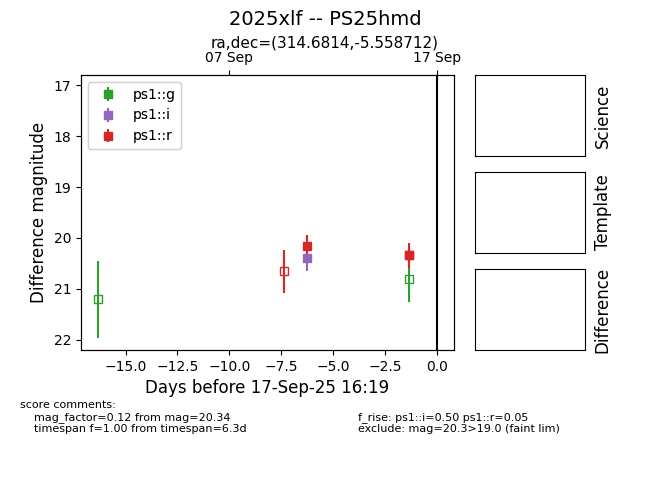 2025xlf -- PS25hmd
ra,dec=(314.6814,-5.558712)
07 Sep
17 Sep
ps1::g
ps1::i
ps1::r
17
18
19
20
21
22
Difference magnitude
−15.0
−12.5
−10.0
−7.5
−5.0
−2.5
0.0
Days before 17-Sep-25 16:19
Science
Template
Difference
score comments:
mag_factor=0.12 from mag=20.34
timespan f=1.00 from timespan=6.3d
f_rise: ps1::i=0.50 ps1::r=0.05
exclude: mag=20.3>19.0 (faint lim)